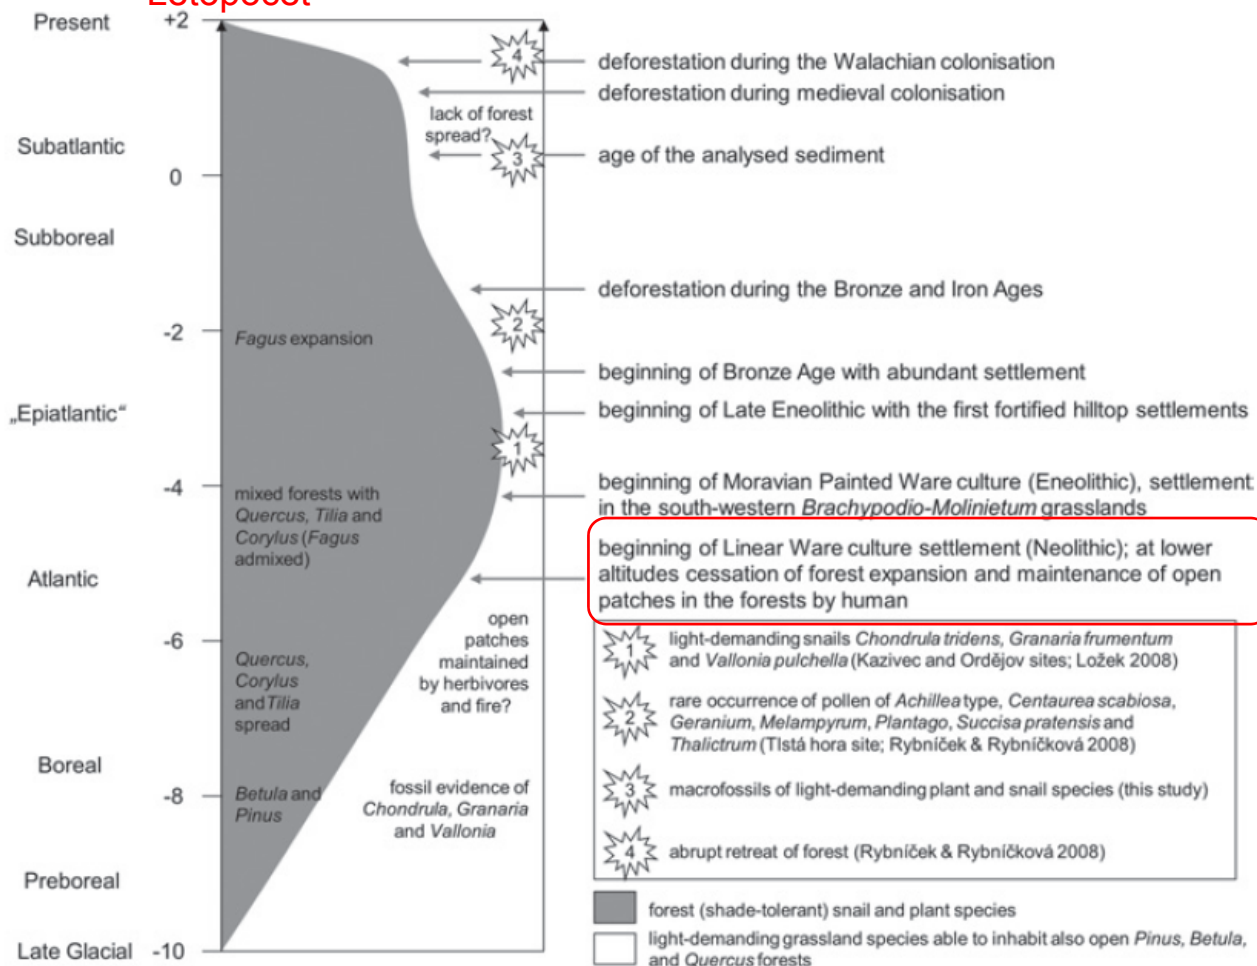 Letopočet
Present
+2
4
deforestation during the Walachian colonisation
deforestation during medieval colonisation
lack of forest
spread?
Subatlantic
3
age of the analysed sediment
0
Subboreal
deforestation during the Bronze and Iron Ages
-2
2
Fagus expansion
beginning of Bronze Age with abundant settlement
„Epiatlantic“
beginning of Late Eneolithic with the first fortified hilltop settlements
1
-4
mixed forests with
Quercus, Tilia and
Corylus (Fagus
admixed)
beginning of Moravian Painted Ware culture (Eneolithic), settlement
in the south-western Brachypodio-Molinietum grasslands
beginning of Linear Ware culture settlement (Neolithic); at lower
altitudes cessation of forest expansion and maintenance of open
patches in the forests by human
Atlantic
open
patches
maintained
by herbivores
and fire?
-6
Quercus,
Corylus
and Tilia
spread
1
light-demanding snails Chondrula tridens, Granaria frumentum
and Vallonia pulchella (Kazivec and Ordějov sites; Ložek 2008)
2
rare occurrence of pollen of Achillea type, Centaurea scabiosa,
Geranium, Melampyrum, Plantago, Succisa pratensis and
Thalictrum (Tlstá hora site; Rybníček & Rybníčková 2008)
Boreal
-8
Betula and
Pinus
fossil evidence of
Chondrula, Granaria
and Vallonia
3
macrofossils of light-demanding plant and snail species (this study)
4
abrupt retreat of forest (Rybníček & Rybníčková 2008)
Preboreal
forest (shade-tolerant) snail and plant species
Late Glacial
-10
light-demanding grassland species able to inhabit also open Pinus, Betula,
and Quercus forests